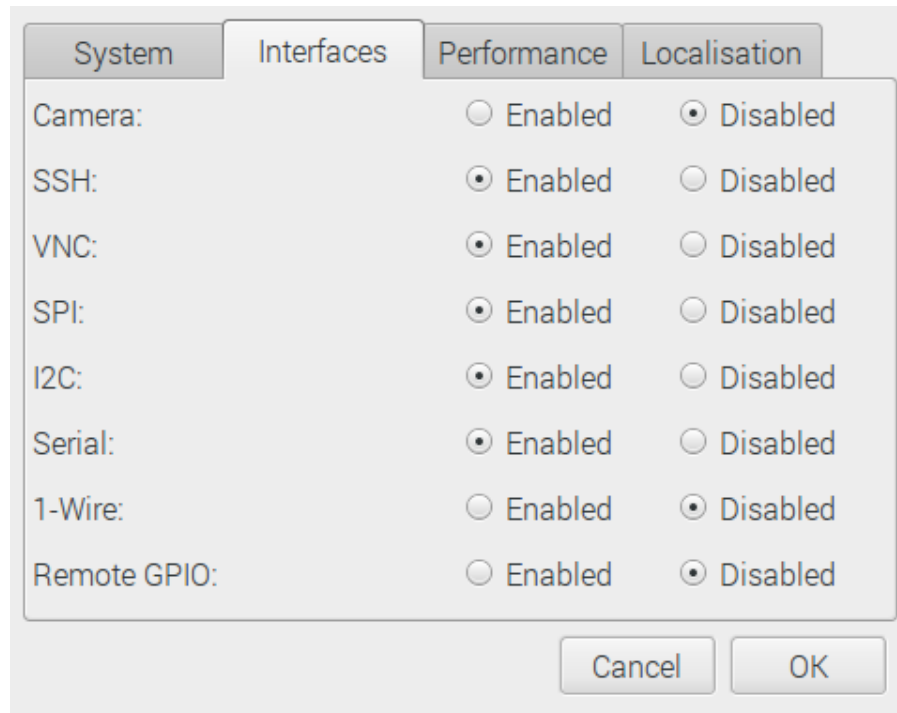 System Interfaces Performance Localisation
Camera: Enabled Disabled
SSH: Enabled Disabled
VNC: Enabled Disabled
SPI: Enabled Disabled
I2C: Enabled Disabled
Serial: Enabled Disabled
1-Wire: Enabled Disabled
Remote GPIO: Enabled Disabled
Cancel OK